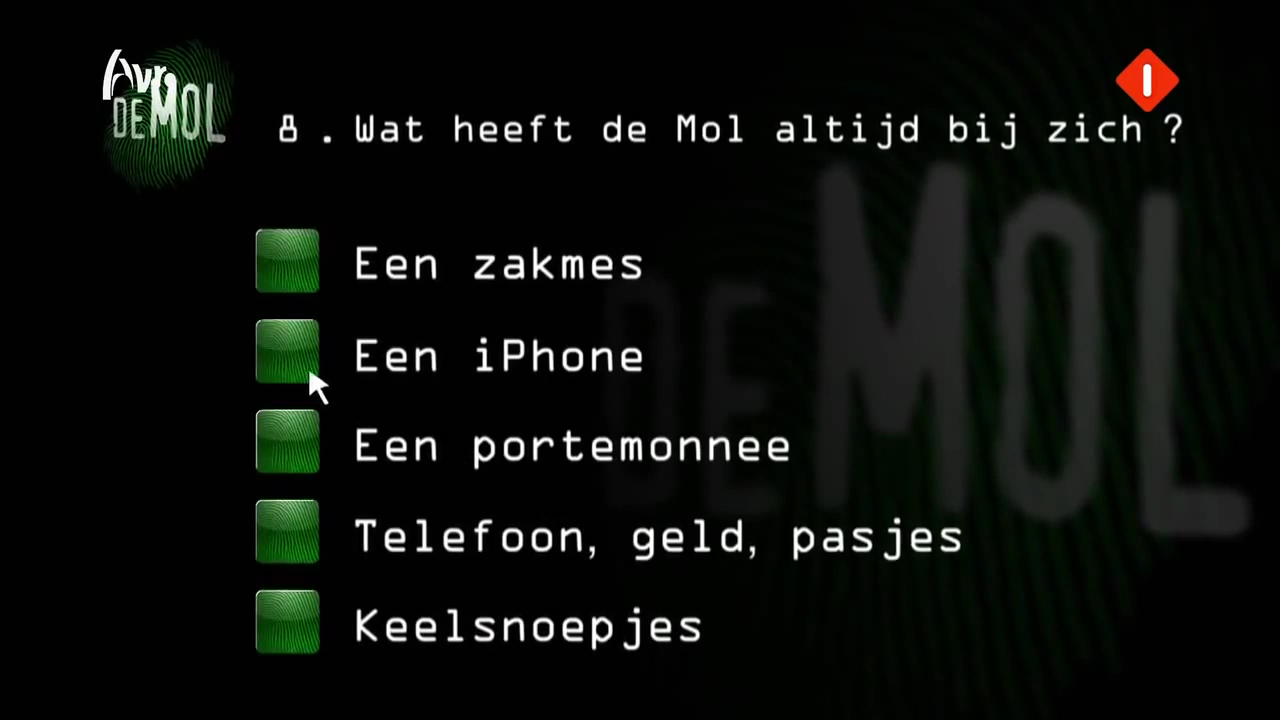 Avro
DE MOL
1
8. Wat heeft de Mol altijd bij zich ?
Een zakmes
Een iPhone
Een portemonnee
Telefoon, geld, pasjes
Keelsnoepjes
DE MOL